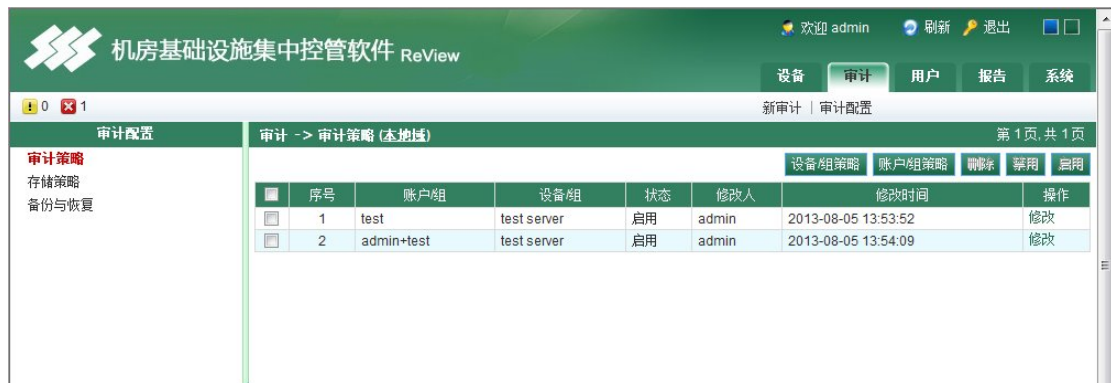 欢迎 admin 刷新 退出
机房基础设施集中控管软件 ReView
设备 审计 用户 报告 系统
0 1 新审计 | 审计配置
审计配置
审计策略
存储策略
备份与恢复
审计 -> 审计策略 (本地域) 第 1页,共 1页
设备/组策略 账户/组策略 删除 禁用 启用
序号 账户/组 设备/组 状态 修改人 修改时间 操作
1 test test server 启用 admin 2013-08-05 13:53:52 修改
2 admin+test test server 启用 admin 2013-08-05 13:54:09 修改